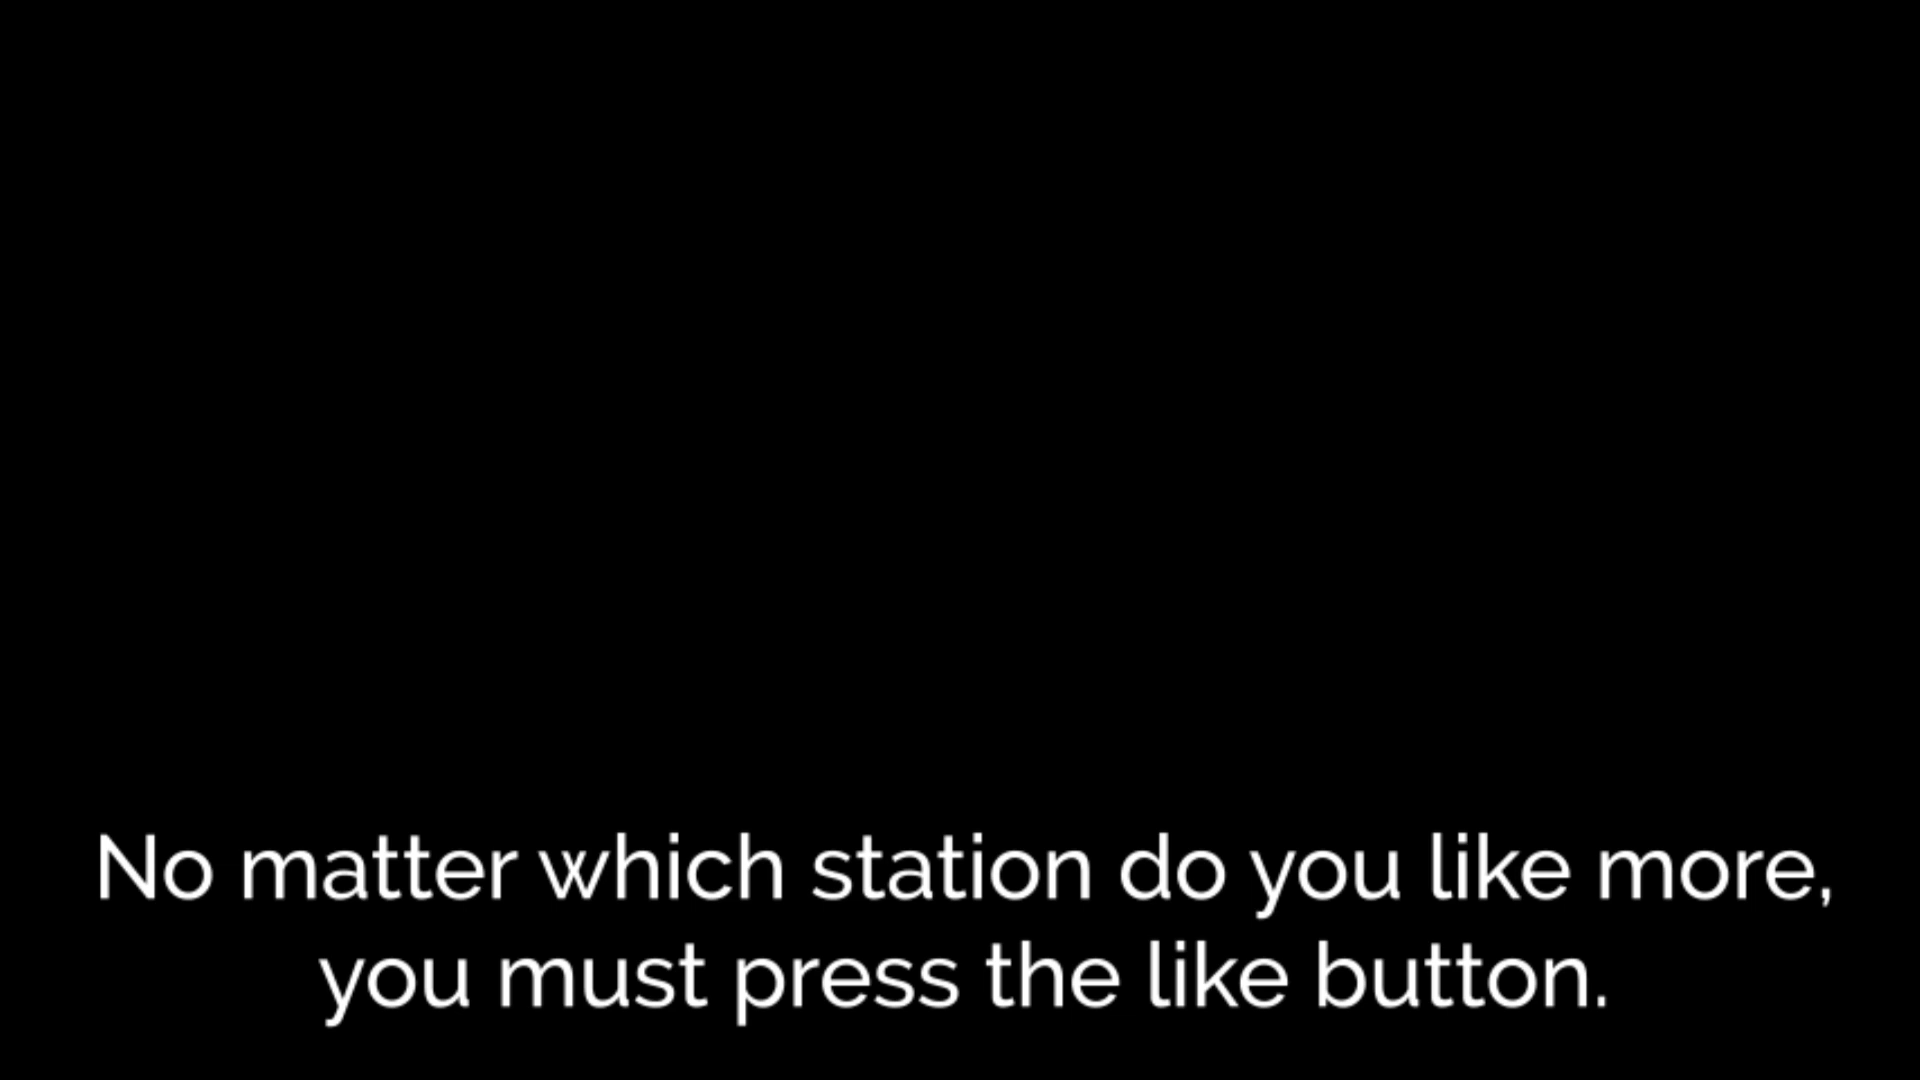 No matter which station do you like more,
you must press the like button.